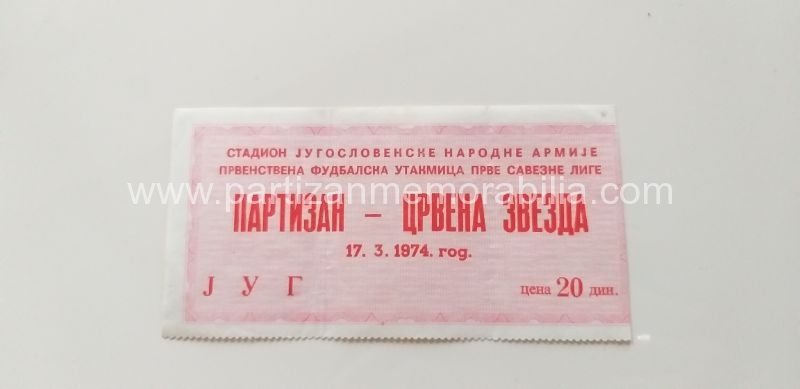 СТАДИОН ЈУГОСЛОВЕНСКЕ НАРОДНЕ АРМИЈЕ
ПРВЕНСТВЕНА ФУДБАЛСКА УТАКМИЦА ПРВЕ САВЕЗНЕ ЛИГЕ
www.partizanmemorabilia.com
ПАРТИЗАН – ЦРВЕНА ЗВЕЗДА
17. 3. 1974. год.
ЈУГ цена 20 дин.